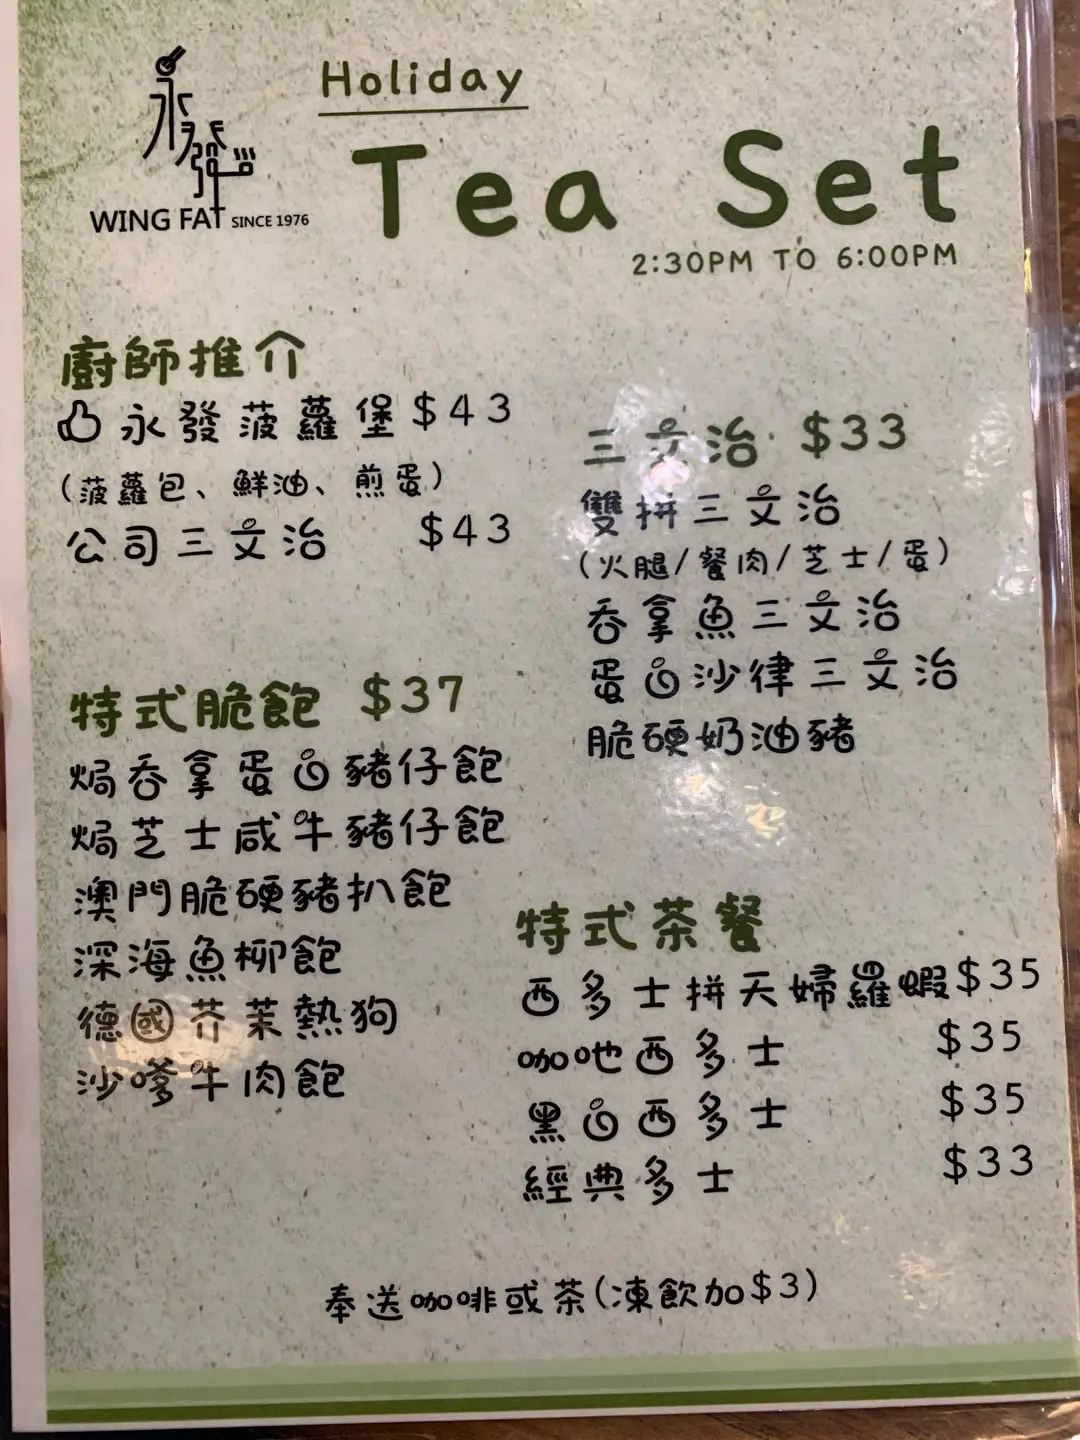 永發
WING FAT SINCE 1976
Holiday
Tea Set
2:30PM TO 6:00PM
廚師推介
永發菠蘿堡 $43
(菠蘿包、鮮油、煎蛋)
公司三文治 $43
特式脆飽 $37
焗吞拿蛋白豬仔飽
焗芝士咸牛豬仔飽
澳門脆硬豬扒飽
深海魚柳飽
德國芥茉熱狗
沙嗲牛肉飽
三文治 $33
雙拼三文治
(火腿/餐肉/芝士/蛋)
吞拿魚三文治
蛋白沙律三文治
脆硬奶油豬
特式茶餐
西多士拼天婦羅蝦 $35
咖吔西多士 $35
黑白西多士 $35
經典多士 $33
奉送咖啡或茶(凍飲加$3)